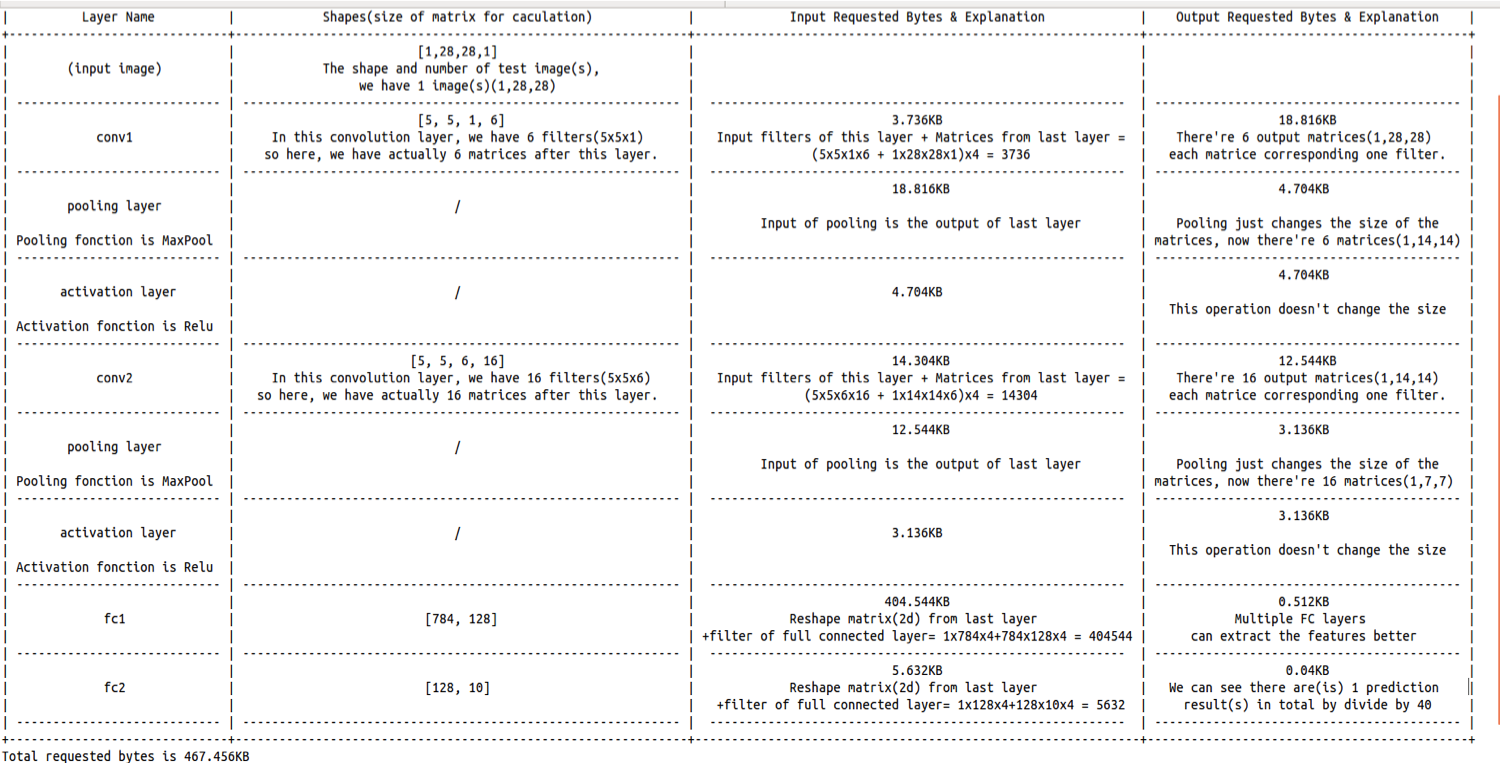 Layer Name | Shapes(size of matrix for caculation) | Input Requested Bytes & Explanation | Output Requested Bytes & Explanation
[1,28,28,1]
(input image) | The shape and number of test image(s),
we have 1 image(s)(1,28,28)
[5, 5, 1, 6] | 3.736KB | 18.816KB
conv1 | In this convolution layer, we have 6 filters(5x5x1) | Input filters of this layer + Matrices from last layer = | There're 6 output matrices(1,28,28)
so here, we have actually 6 matrices after this layer. | (5x5x1x6 + 1x28x28x1)x4 = 3736 | each matrice corresponding one filter.
18.816KB | 4.704KB
pooling layer | /
Input of pooling is the output of last layer | Pooling just changes the size of the
Pooling fonction is MaxPool | matrices, now there're 6 matrices(1,14,14)
4.704KB
activation layer | / | 4.704KB
This operation doesn't change the size
Activation fonction is Relu
[5, 5, 6, 16] | 14.304KB | 12.544KB
conv2 | In this convolution layer, we have 16 filters(5x5x6) | Input filters of this layer + Matrices from last layer = | There're 16 output matrices(1,14,14)
so here, we have actually 16 matrices after this layer. | (5x5x6x16 + 1x14x14x6)x4 = 14304 | each matrice corresponding one filter.
12.544KB | 3.136KB
pooling layer | /
Input of pooling is the output of last layer | Pooling just changes the size of the
Pooling fonction is MaxPool | matrices, now there're 16 matrices(1,7,7)
3.136KB
activation layer | / | 3.136KB
This operation doesn't change the size
Activation fonction is Relu
404.544KB | 0.512KB
fc1 | [784, 128] | Reshape matrix(2d) from last layer | Multiple FC layers
+filter of full connected layer= 1x784x4+784x128x4 = 404544 | can extract the features better
5.632KB | 0.04KB
fc2 | [128, 10] | Reshape matrix(2d) from last layer | We can see there are(is) 1 prediction
+filter of full connected layer= 1x128x4+128x10x4 = 5632 | result(s) in total by divide by 40
Total requested bytes is 467.456KB